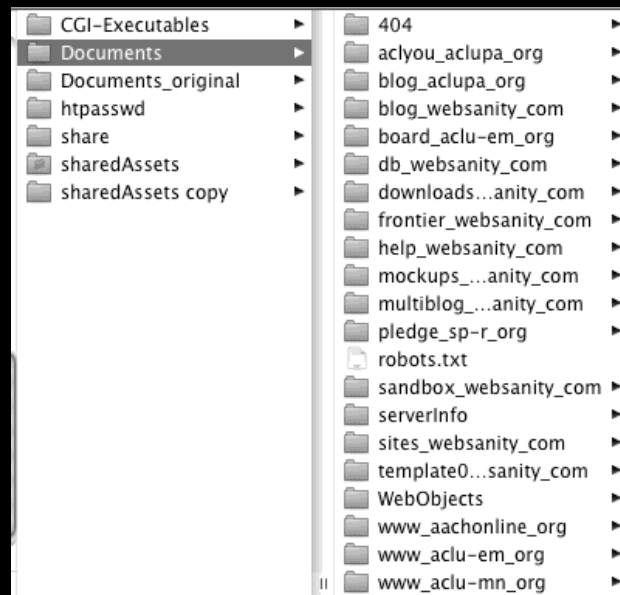 CGI-Executables
Documents
Documents_original
htpasswd
share
sharedAssets
sharedAssets copy
404
aclyou_aclupa_org
blog_aclupa_org
blog_websanity_com
board_aclu-em_org
db_websanity_com
downloads...anity_com
frontier_websanity_com
help_websanity_com
mockups_...anity_com
multiblog_...anity_com
pledge_sp-r_org
robots.txt
sandbox_websanity_com
serverInfo
sites_websanity_com
template0...sanity_com
WebObjects
www_aachonline_org
www_aclu-em_org
www_aclu-mn_org